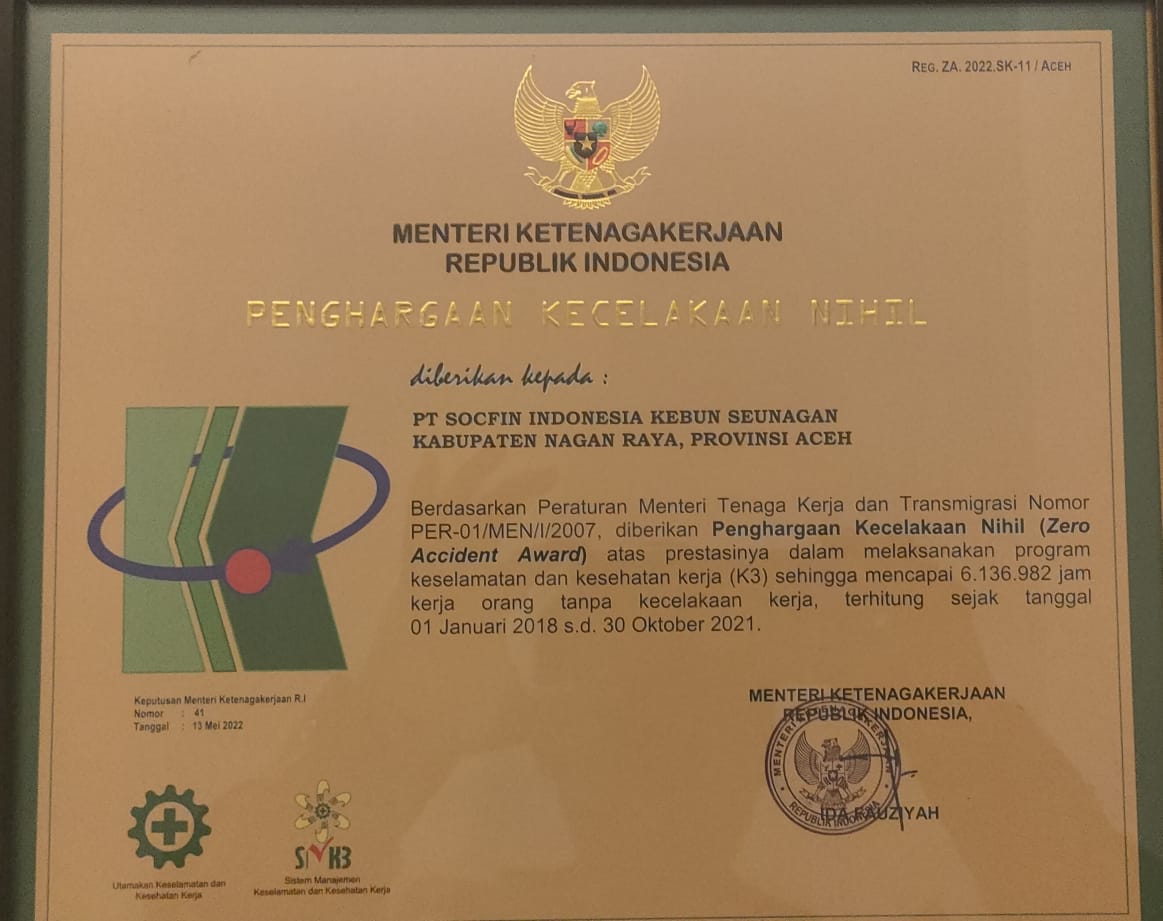 REG. ZA. 2022.SK-11 / ACEH
MENTERI KETENAGAKERJAAN
REPUBLIK INDONESIA
PENGHARGAAN KECELAKAAN NIHIL
diberikan kepada :
PT SOCFIN INDONESIA KEBUN SEUNAGAN
KABUPATEN NAGAN RAYA, PROVINSI ACEH
Berdasarkan Peraturan Menteri Tenaga Kerja dan Transmigrasi Nomor
PER-01/MEN/I/2007, diberikan Penghargaan Kecelakaan Nihil (Zero
Accident Award) atas prestasinya dalam melaksanakan program
keselamatan dan kesehatan kerja (K3) sehingga mencapai 6.136.982 jam
kerja orang tanpa kecelakaan kerja, terhitung sejak tanggal
01 Januari 2018 s.d. 30 Oktober 2021.
Keputusan Menteri Ketenagakerjaan R.I
Nomor : 41
Tanggal : 13 Mei 2022
MENTERI KETENAGAKERJAAN
REPUBLIK INDONESIA,
MENTERI KETENAGAKERJAAN
REPUBLIK INDONESIA
IDA FAUZIYAH
Utamakan Keselamatan dan
Kesehatan Kerja
SMK3
Sistem Manajemen
Keselamatan dan Kesehatan Kerja